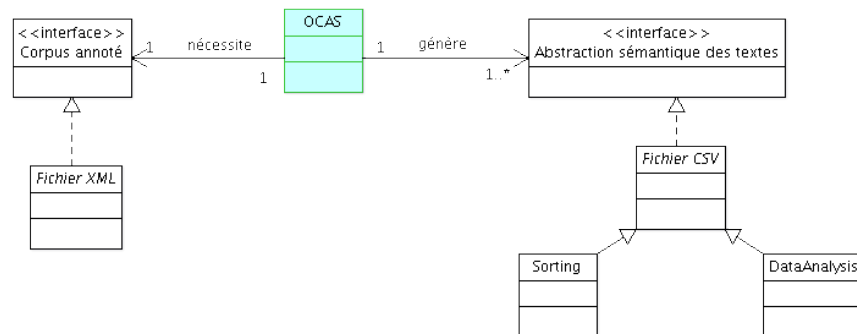 OCAS
<<interface>>
Corpus annoté
1
nécessite
1
1
génère
1..*
<<interface>>
Abstraction sémantique des textes
Fichier XML
Fichier CSV
Sorting
DataAnalysis